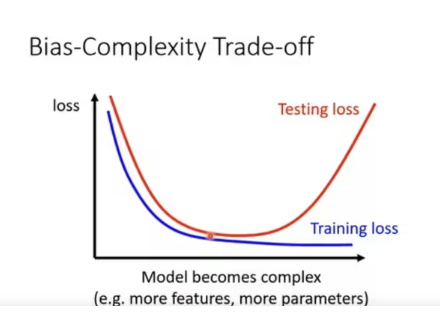 Bias-Complexity Trade-off
loss
Testing loss
Training loss
Model becomes complex
(e.g. more features, more parameters)